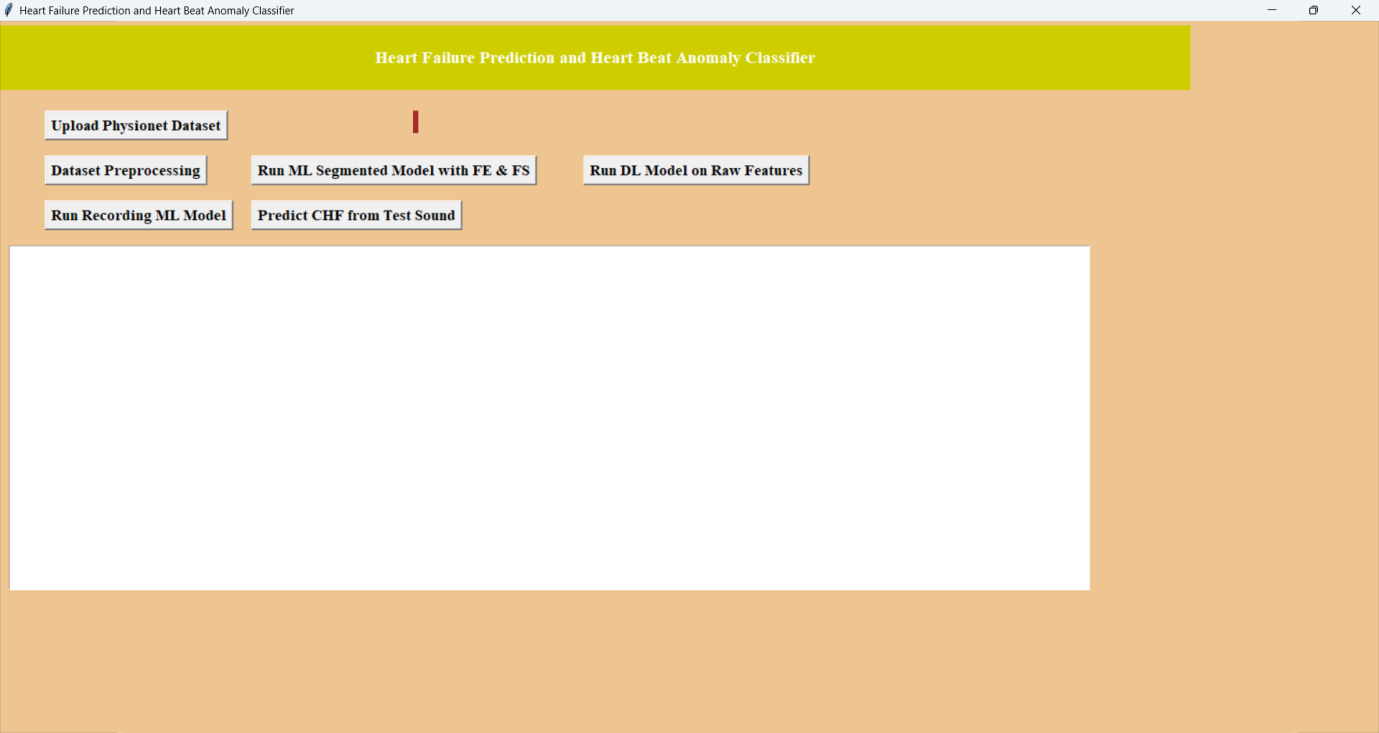 Heart Failure Prediction and Heart Beat Anomaly Classifier
Heart Failure Prediction and Heart Beat Anomaly Classifier
Upload Physionet Dataset
Dataset Preprocessing
Run ML Segmented Model with FE & FS
Run DL Model on Raw Features
Run Recording ML Model
Predict CHF from Test Sound